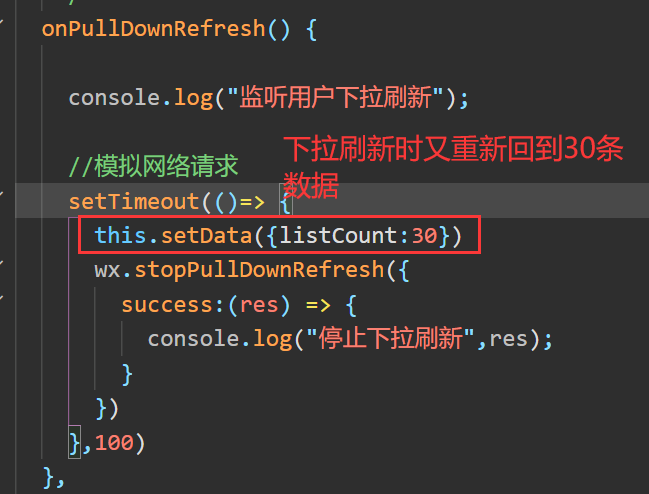 onPullDownRefresh() {
console.log("监听用户下拉刷新");
//模拟网络请求
下拉刷新时又重新回到30条
数据
setTimeout(()=> {
this.setData({listCount:30})
wx.stopPullDownRefresh({
success:(res) => {
console.log("停止下拉刷新",res);
}
})
},100)
},